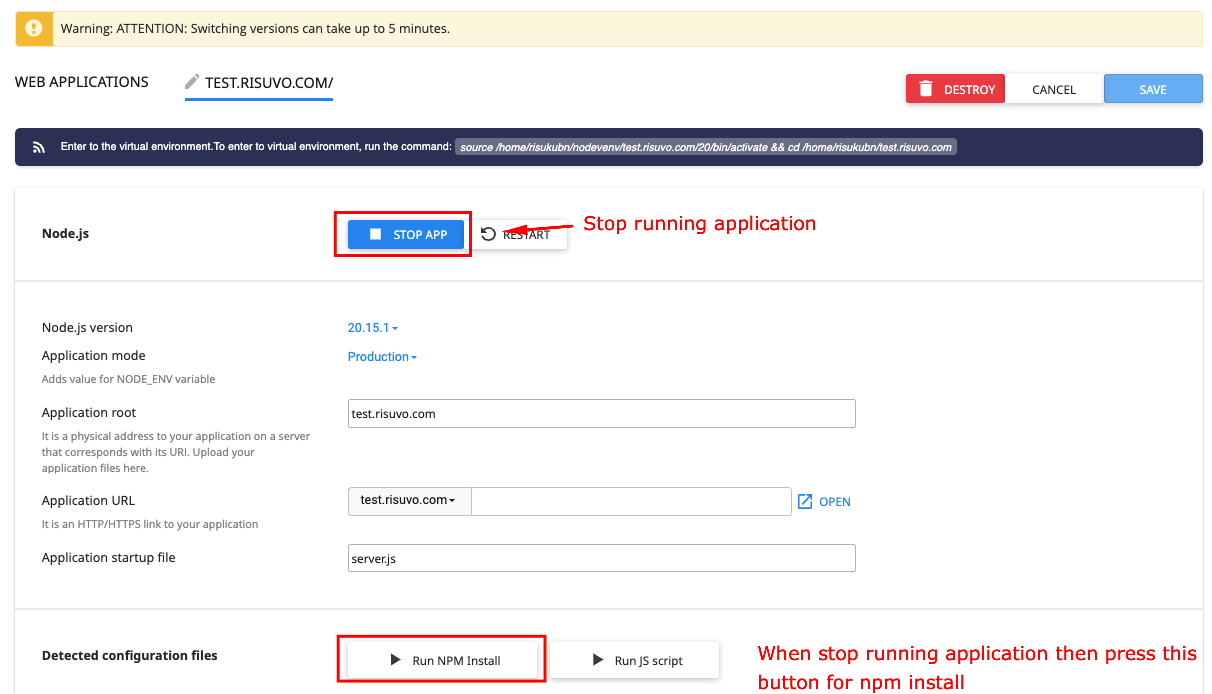 Warning: ATTENTION: Switching versions can take up to 5 minutes.
WEB APPLICATIONS
TEST.RISUVO.COM/
DESTROY
CANCEL
SAVE
Enter to the virtual environment.To enter to virtual environment, run the command: source /home/risukubn/nodevenv/test.risuvo.com/20/bin/activate && cd /home/risukubn/test.risuvo.com
Node.js
STOP APP
RESTART
Stop running application
Node.js version
20.15.1
Application mode
Production
Adds value for NODE_ENV variable
Application root
test.risuvo.com
It is a physical address to your application on a server
that corresponds with its URI. Upload your
application files here.
Application URL
test.risuvo.com
OPEN
It is an HTTP/HTTPS link to your application
Application startup file
server.js
Detected configuration files
Run NPM Install
Run JS script
When stop running application then press this
button for npm install